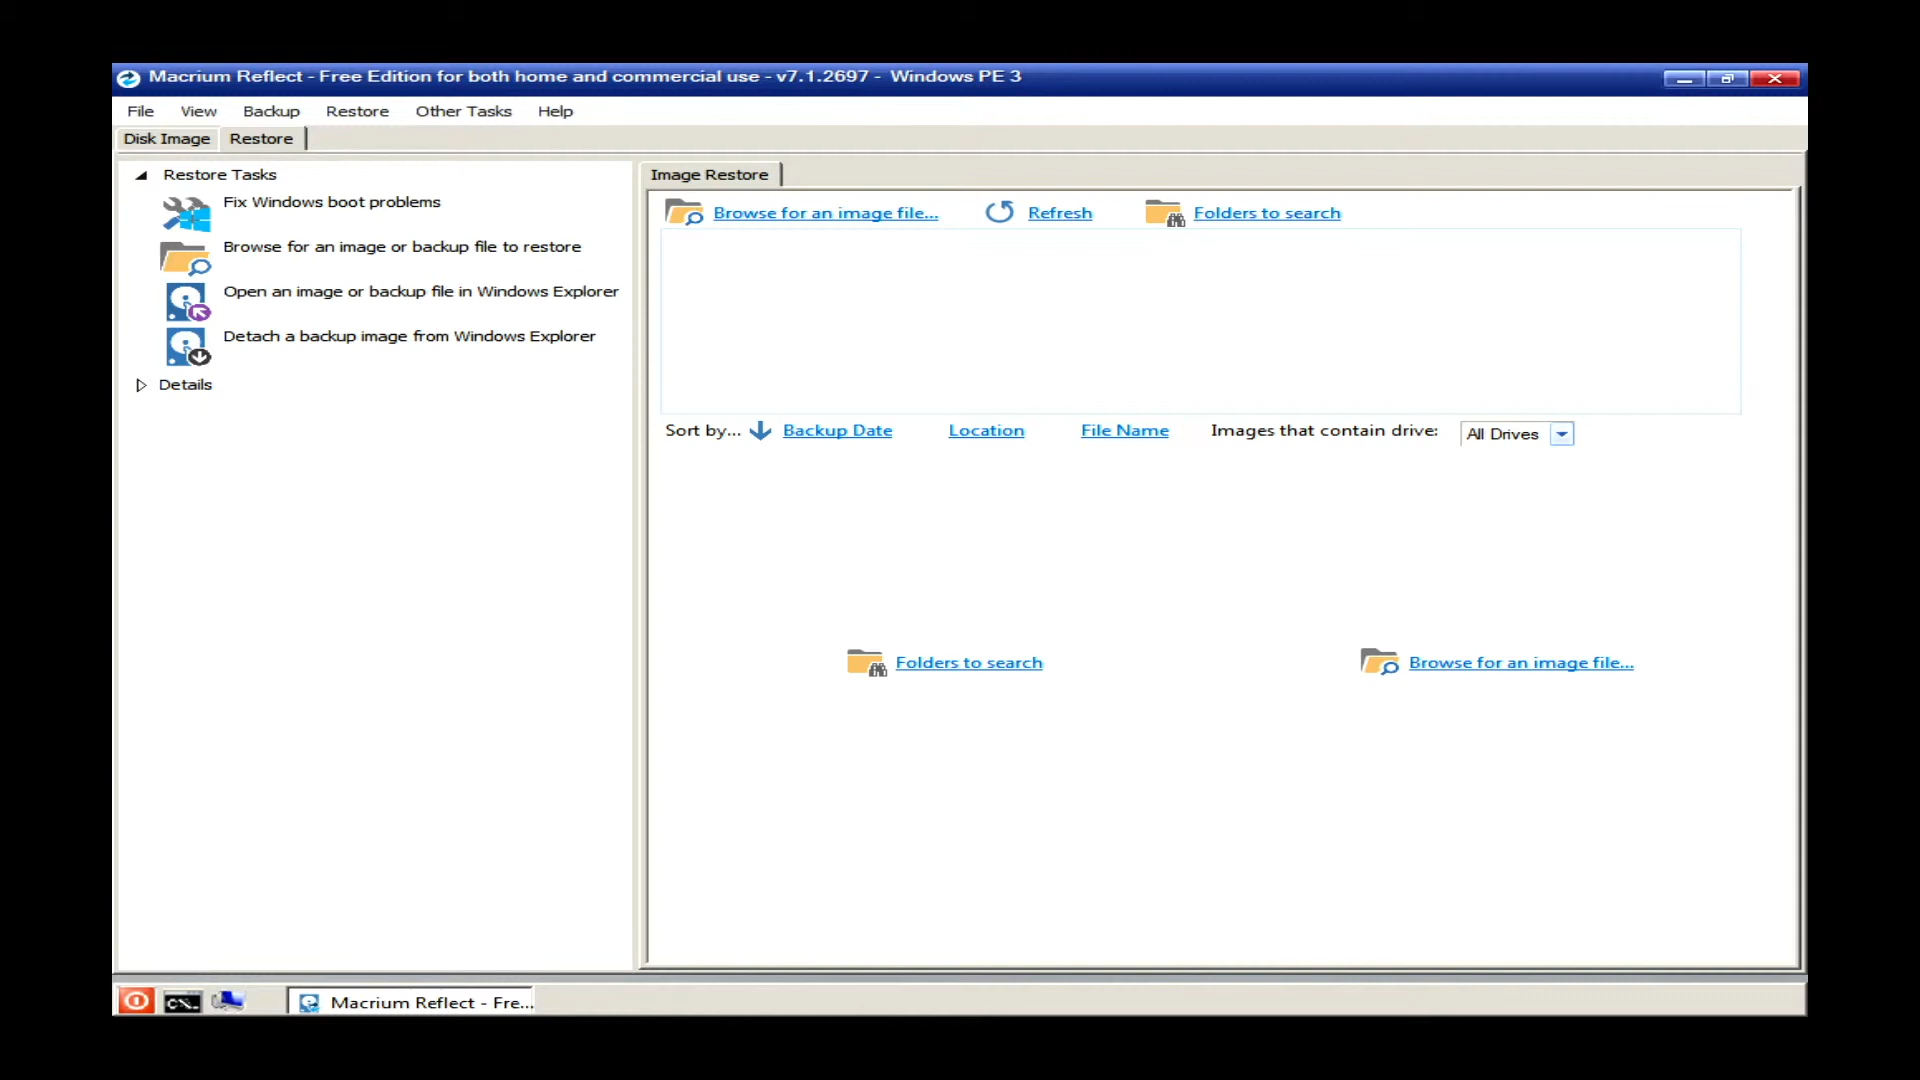 Macrium Reflect - Free Edition for both home and commercial use - v7.1.2697 - Windows PE 3
File View Backup Restore Other Tasks Help
Disk Image Restore
Restore Tasks
Fix Windows boot problems
Browse for an image or backup file to restore
Open an image or backup file in Windows Explorer
Detach a backup image from Windows Explorer
Details
Image Restore
Browse for an image file... Refresh Folders to search
Sort by... Backup Date Location File Name Images that contain drive: All Drives
Folders to search Browse for an image file...
C:\. Macrium Reflect - Fre...